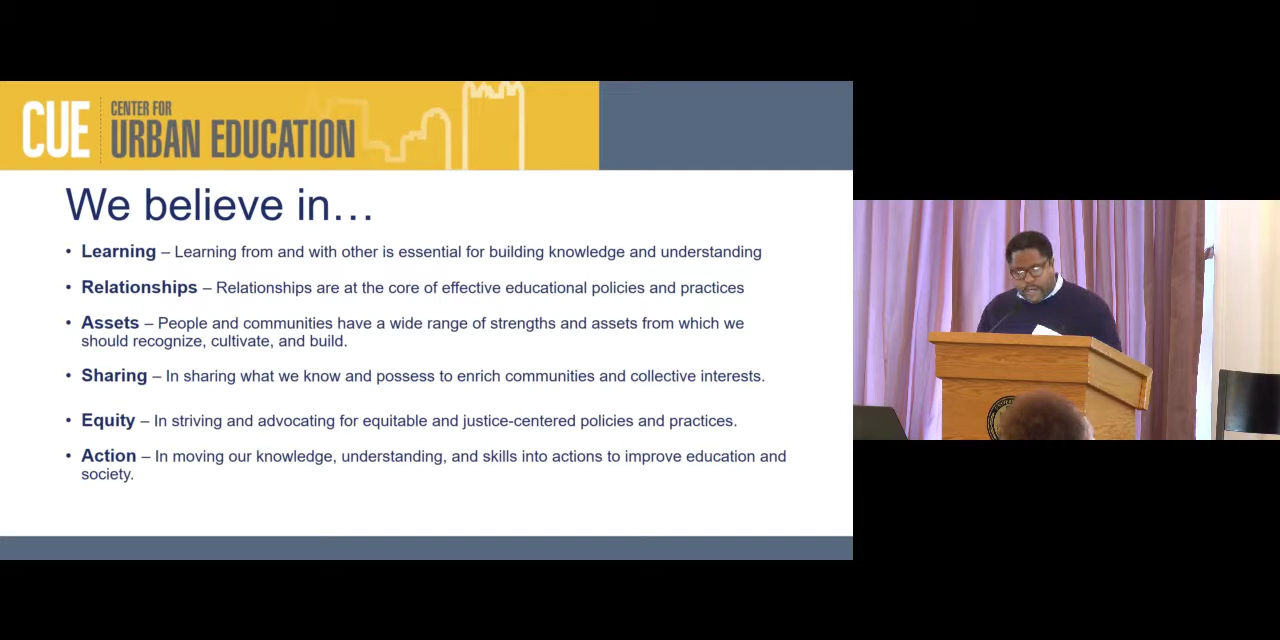 CUE
CENTER FOR
URBAN EDUCATION
We believe in…
• Learning – Learning from and with other is essential for building knowledge and understanding
• Relationships – Relationships are at the core of effective educational policies and practices
• Assets – People and communities have a wide range of strengths and assets from which we
should recognize, cultivate, and build.
• Sharing – In sharing what we know and possess to enrich communities and collective interests.
• Equity – In striving and advocating for equitable and justice-centered policies and practices.
• Action – In moving our knowledge, understanding, and skills into actions to improve education and
society.